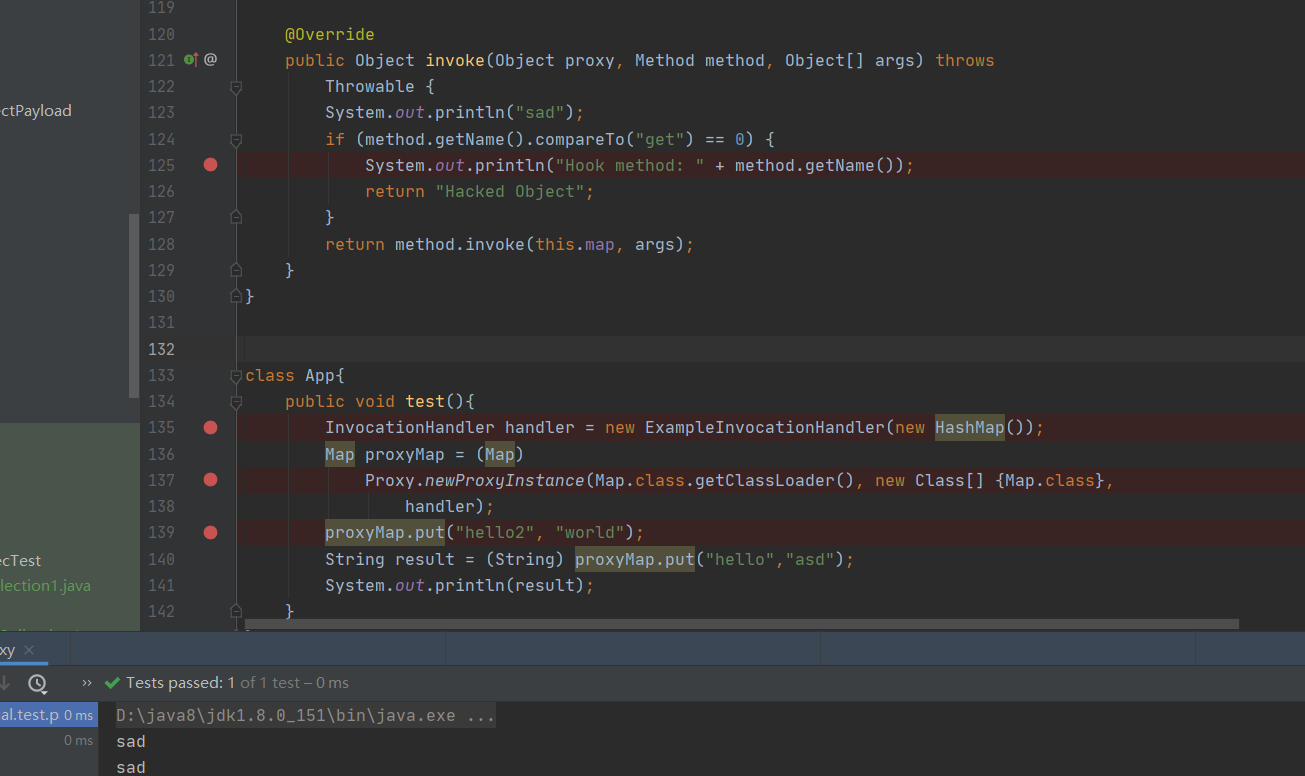 119
120 @Override
121 @ public Object invoke(Object proxy, Method method, Object[] args) throws
122 Throwable {
ectPayload
123 System.out.println("sad");
124 if (method.getName().compareTo("get") == 0) {
125 System.out.println("Hook method: " + method.getName());
126 return "Hacked Object";
127 }
128 return method.invoke(this.map, args);
129 }
130 }
131
132
133 class App{
134 public void test(){
135 InvocationHandler handler = new ExampleInvocationHandler(new HashMap());
136 Map proxyMap = (Map)
137 Proxy.newProxyInstance(Map.class.getClassLoader(), new Class[] {Map.class},
138 handler);
139 proxyMap.put("hello2", "world");
ecTest
140 String result = (String) proxyMap.put("hello","asd");
lection1.java
141 System.out.println(result);
142 }
xy ×
» Tests passed: 1 of 1 test – 0 ms
al.test.p 0 ms
D:\java8\jdk1.8.0_151\bin\java.exe ...
0 ms
sad
sad